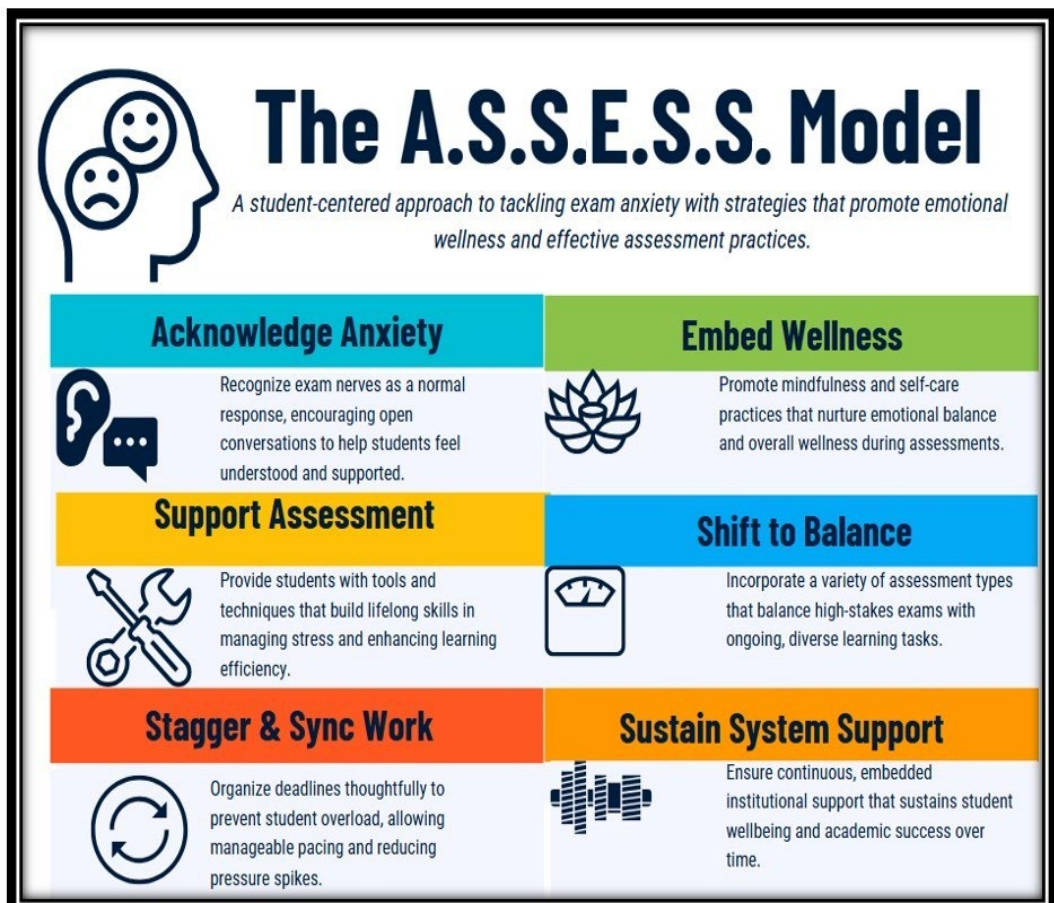 The A.S.S.E.S.S. Model
A student-centered approach to tackling exam anxiety with strategies that promote emotional
wellness and effective assessment practices.
Acknowledge Anxiety
Recognize exam nerves as a normal
response, encouraging open
conversations to help students feel
understood and supported.
Support Assessment
Provide students with tools and
techniques that build lifelong skills in
managing stress and enhancing learning
efficiency.
Stagger & Sync Work
Organize deadlines thoughtfully to
prevent student overload, allowing
manageable pacing and reducing
pressure spikes.
Embed Wellness
Promote mindfulness and self-care
practices that nurture emotional balance
and overall wellness during assessments.
Shift to Balance
Incorporate a variety of assessment types
that balance high-stakes exams with
ongoing, diverse learning tasks.
Sustain System Support
Ensure continuous, embedded
institutional support that sustains student
wellbeing and academic success over
time.